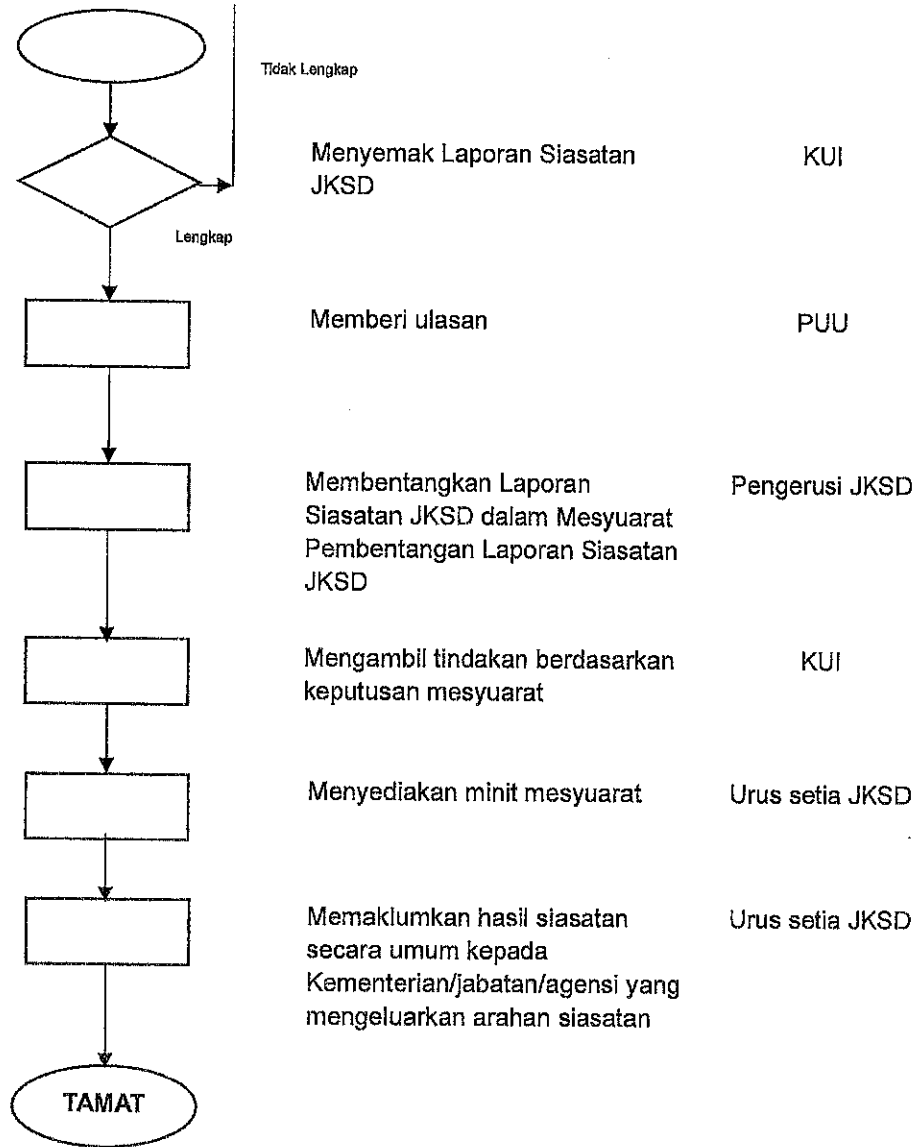 Tidak Lengkap
Menyemak Laporan Siasatan
JKSD
KUI
Lengkap
Memberi ulasan
PUU
Membentangkan Laporan
Siasatan JKSD dalam Mesyuarat
Pembentangan Laporan Siasatan
JKSD
Pengerusi JKSD
Mengambil tindakan berdasarkan
keputusan mesyuarat
KUI
Menyediakan minit mesyuarat
Urus setia JKSD
Memaklumkan hasil siasatan
secara umum kepada
Kementerian/jabatan/agensi yang
mengeluarkan arahan siasatan
Urus setia JKSD
TAMAT